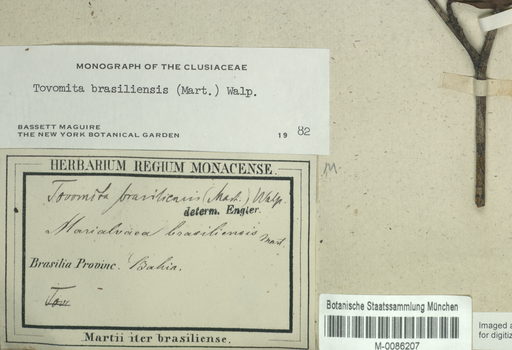 MONOGRAPH OF THE CLUSIACEAE
Tovomita brasiliensis (Mart.) Walp.
BASSETT MAGUIRE
THE NEW YORK BOTANICAL GARDEN 19 82
HERBARIUM REGIUM MONACENSE.
Tovomita brasiliensis (Mart.) Walp.
determ. Engler.
Marialvaea brasiliensis Mart.
Brasilia Provinc. Bahia.
Martii iter brasiliense.
Botanische Staatssammlung München
M-0086207
Imaged a
for digitiz